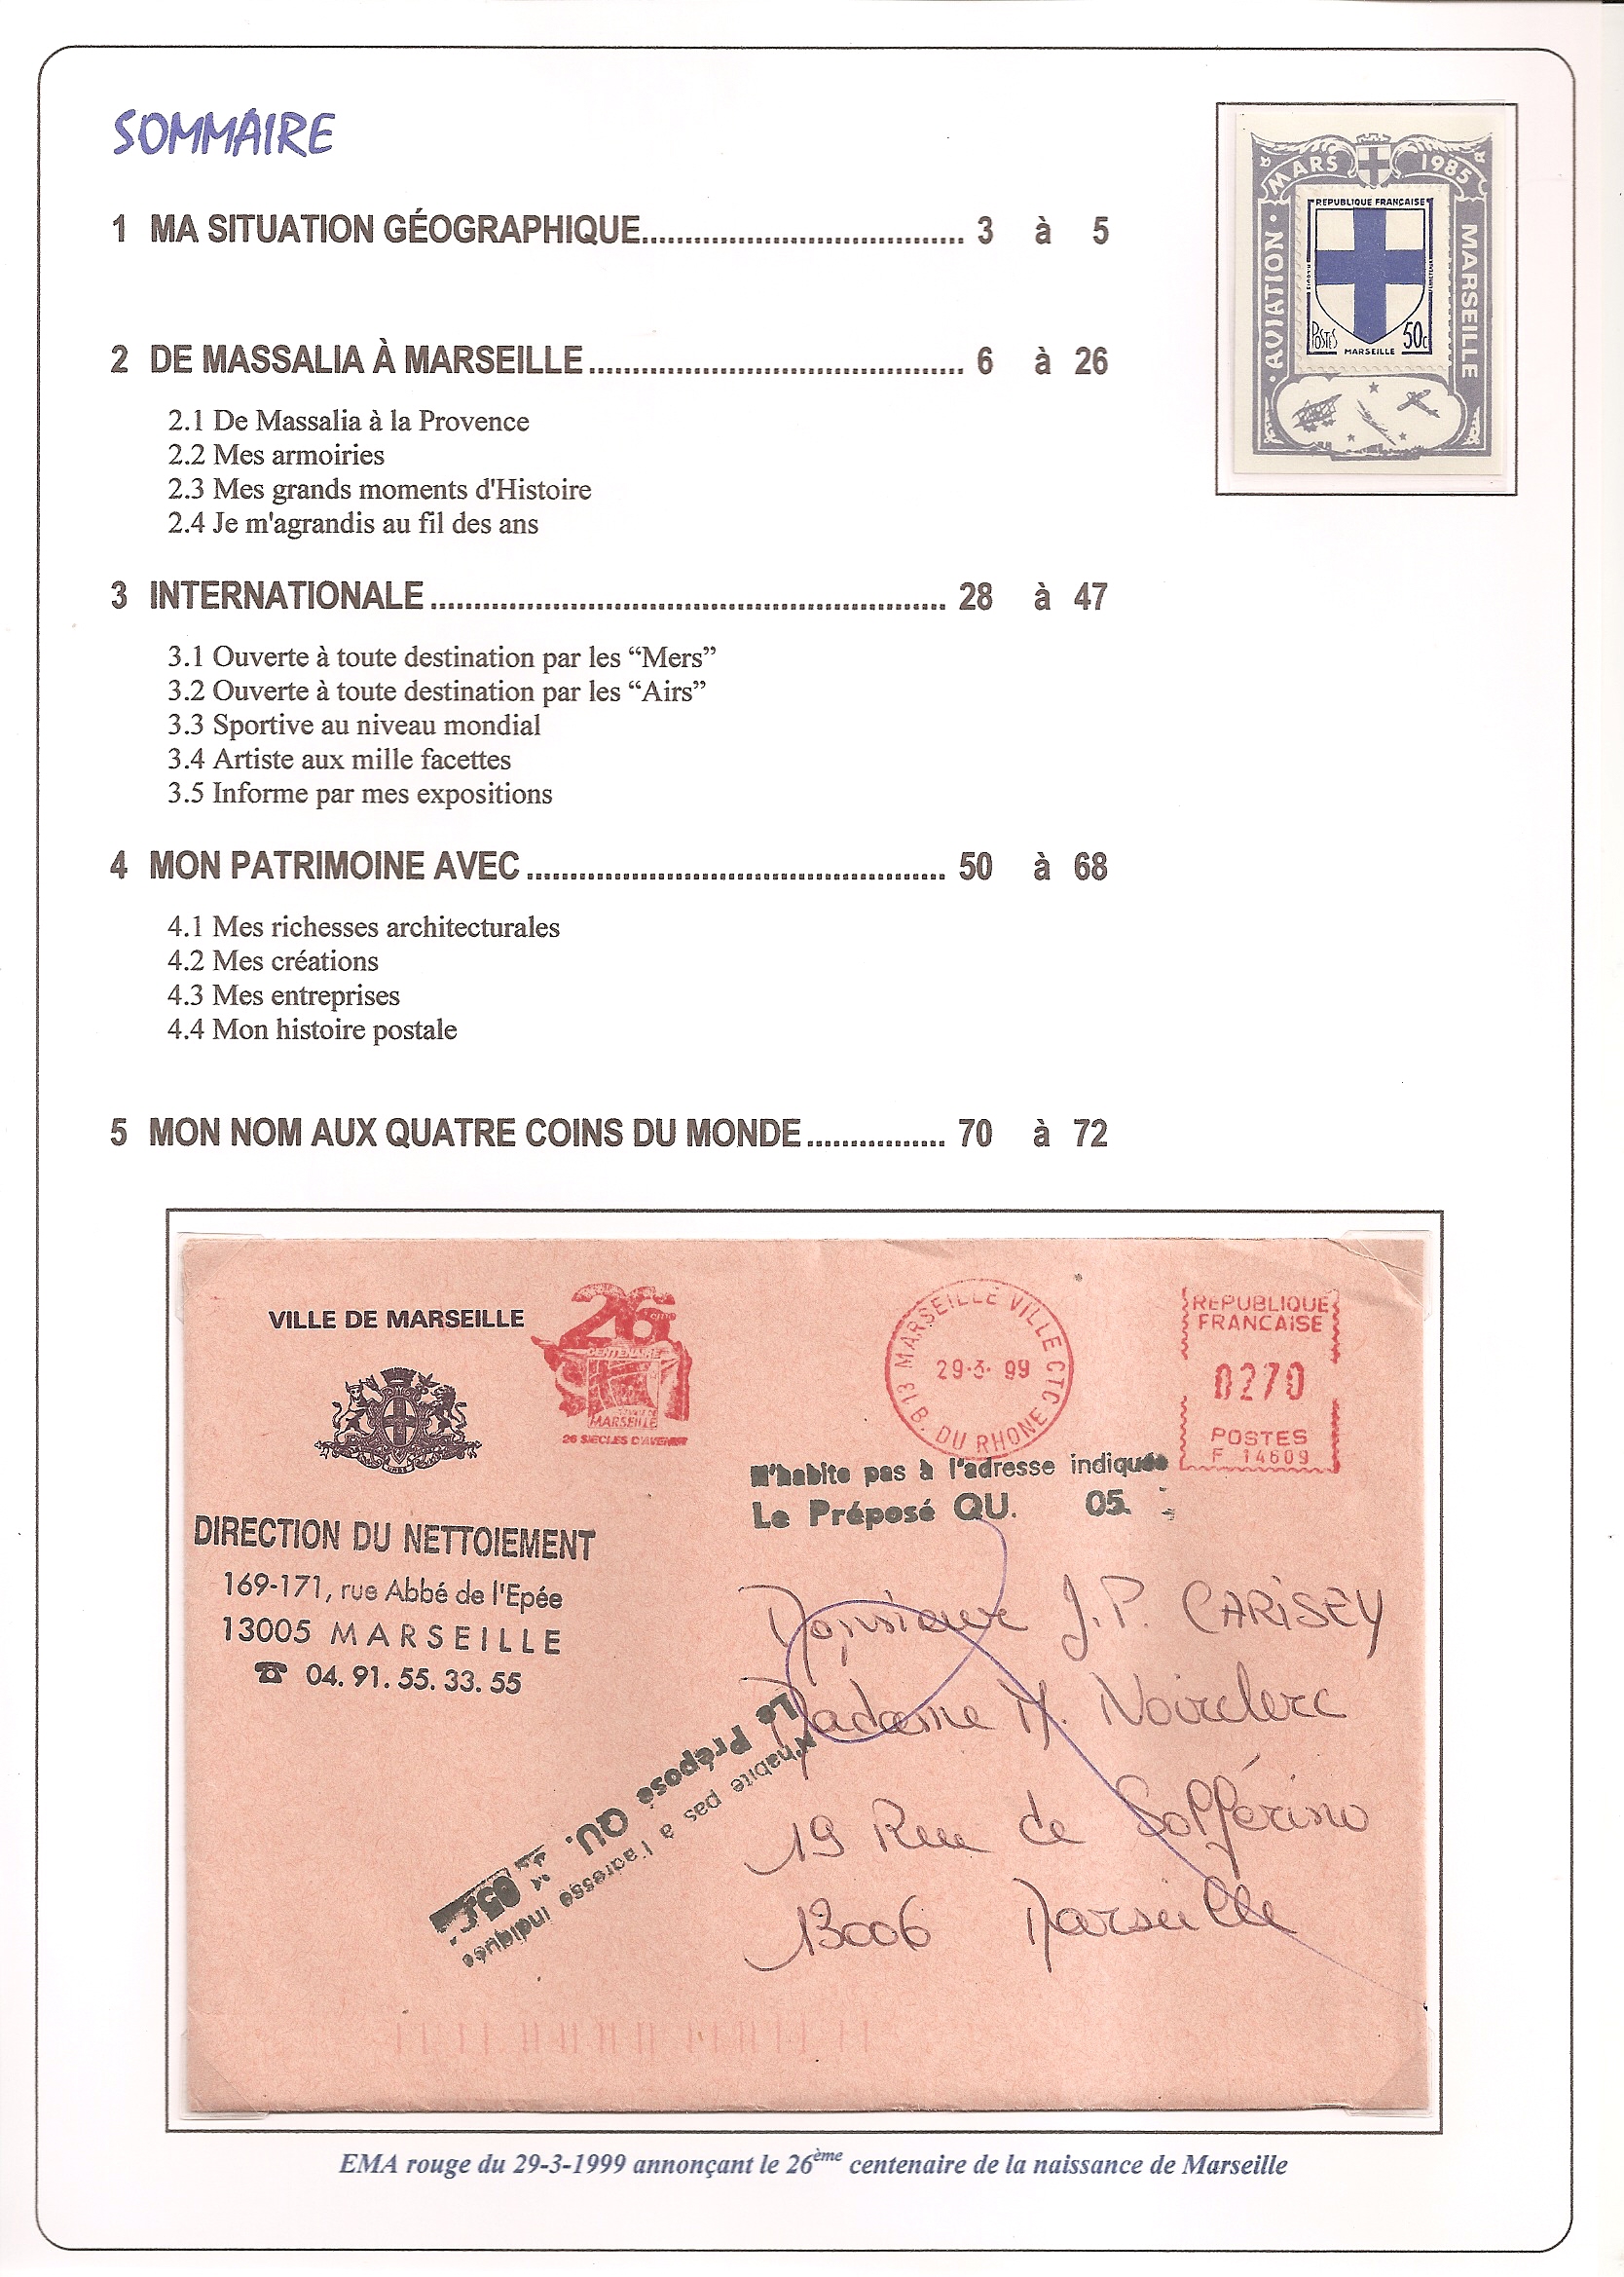 SOMMAIRE
1 MA SITUATION GÉOGRAPHIQUE..................................... 3 à 5
2 DE MASSALIA À MARSEILLE........................................... 6 à 26
2.1 De Massalia à la Provence
2.2 Mes armoiries
2.3 Mes grands moments d'Histoire
2.4 Je m'agrandis au fil des ans
3 INTERNATIONALE........................................................... 28 à 47
3.1 Ouverte à toute destination par les “Mers”
3.2 Ouverte à toute destination par les “Airs”
3.3 Sportive au niveau mondial
3.4 Artiste aux mille facettes
3.5 Informe par mes expositions
4 MON PATRIMOINE AVEC................................................ 50 à 68
4.1 Mes richesses architecturales
4.2 Mes créations
4.3 Mes entreprises
4.4 Mon histoire postale
5 MON NOM AUX QUATRE COINS DU MONDE................ 70 à 72
MARS 1985
AVIATION
MARSEILLE
REPUBLIQUE FRANÇAISE
POSTES 50c
MARSEILLE
VILLE DE MARSEILLE
26
CENTENAIRE
MARSEILLE
26 SIECLES D'AVENIR
13 MARSEILLE VILLE CTC
29-3-99
B. DU RHONE
REPUBLIQUE
FRANCAISE
0270
POSTES
F 14609
N'habite pas à l'adresse indiquée
Le Préposé QU. 05
DIRECTION DU NETTOIEMENT
169-171, rue Abbé de l'Epée
13005 MARSEILLE
☎ 04. 91. 55. 33. 55
Monsieur J.P. CARISEY
Madame M. Noirclerc
19 Rue de Solférino
13006 Marseille
N'habite pas à l'adresse indiquée
Le Préposé QU. 05
EMA rouge du 29-3-1999 annonçant le 26ème centenaire de la naissance de Marseille